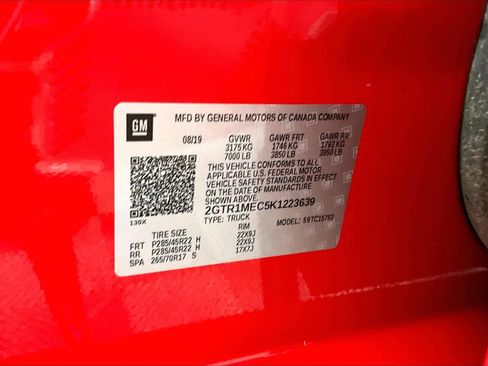 GM
MFD BY GENERAL MOTORS OF CANADA COMPANY
08/19 GVWR GAWR FRT GAWR RR
3175 KG 1746 KG 1792 KG
7000 LB 3850 LB 3950 LB
THIS VEHICLE CONFORMS TO ALL APPLICABLE
U.S. FEDERAL MOTOR
VEHICLE SAFETY STANDARDS IN EFFECT
ON THE DATE OF MANUFACTURE
SHOWN ABOVE.
2GTR1MEC5K1223639
130X TYPE: TRUCK MODEL:
TIRE SIZE RIM
FRT P285/45R22 H 22X9J
RR P285/45R22 H 22X9J
SPA 265/70R17 S 17X7J